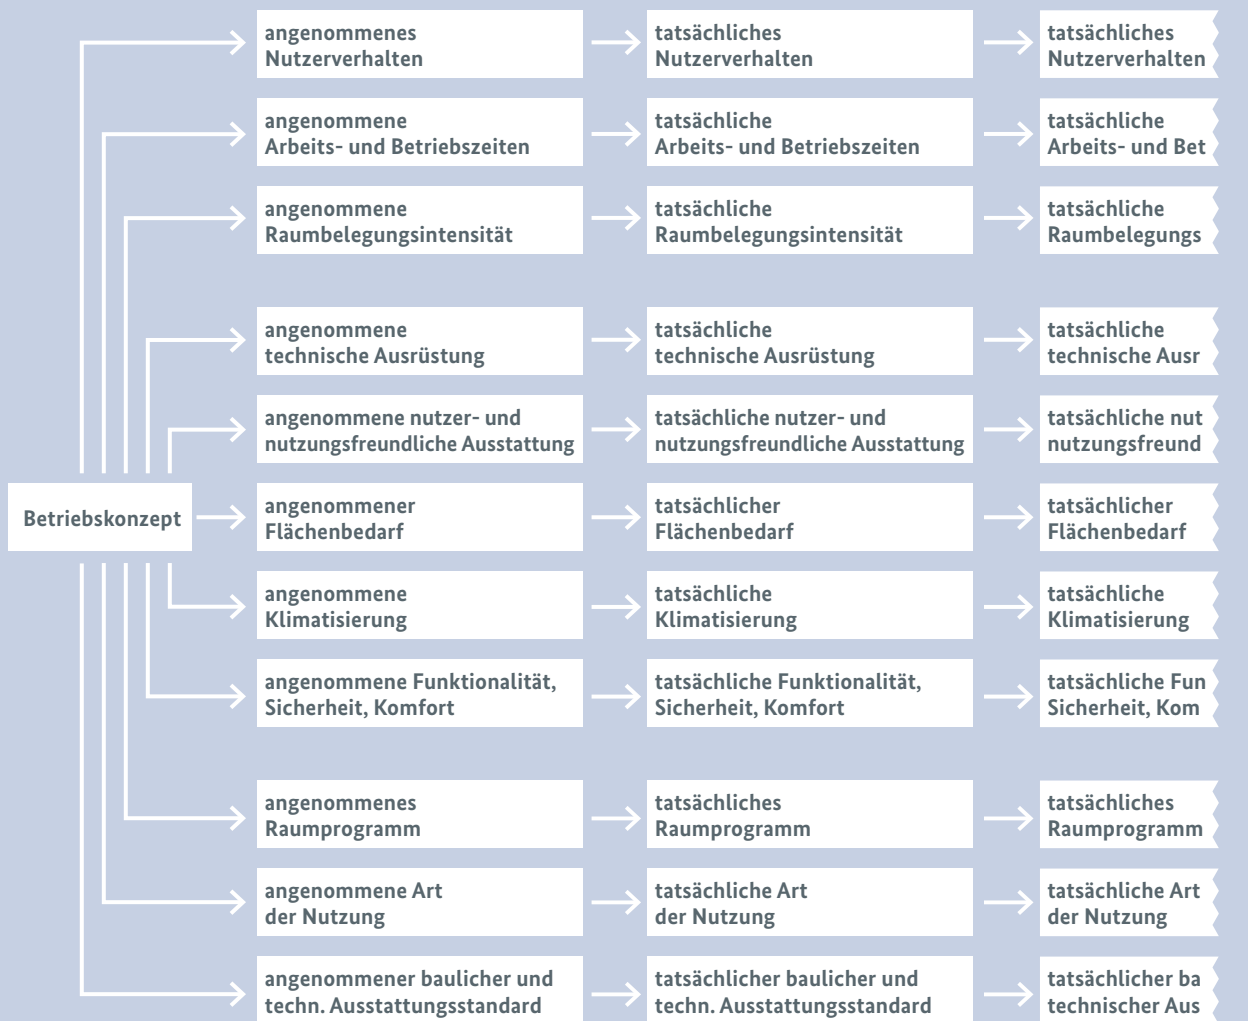 angenommenes
Nutzerverhalten
tatsächliches
Nutzerverhalten
tatsächliches
Nutzerverhalten
angenommene
Arbeits- und Betriebszeiten
tatsächliche
Arbeits- und Betriebszeiten
tatsächliche
Arbeits- und Bet
angenommene
Raumbelegungsintensität
tatsächliche
Raumbelegungsintensität
tatsächliche
Raumbelegungs
angenommene
technische Ausrüstung
tatsächliche
technische Ausrüstung
tatsächliche
technische Ausr
angenommene nutzer- und
nutzungsfreundliche Ausstattung
tatsächliche nutzer- und
nutzungsfreundliche Ausstattung
tatsächliche nut
nutzungsfreund
Betriebskonzept
angenommener
Flächenbedarf
tatsächlicher
Flächenbedarf
tatsächlicher
Flächenbedarf
angenommene
Klimatisierung
tatsächliche
Klimatisierung
tatsächliche
Klimatisierung
angenommene Funktionalität,
Sicherheit, Komfort
tatsächliche Funktionalität,
Sicherheit, Komfort
tatsächliche Fun
Sicherheit, Kom
angenommenes
Raumprogramm
tatsächliches
Raumprogramm
tatsächliches
Raumprogramm
angenommene Art
der Nutzung
tatsächliche Art
der Nutzung
tatsächliche Art
der Nutzung
angenommener baulicher und
techn. Ausstattungsstandard
tatsächlicher baulicher und
techn. Ausstattungsstandard
tatsächlicher ba
technischer Aus